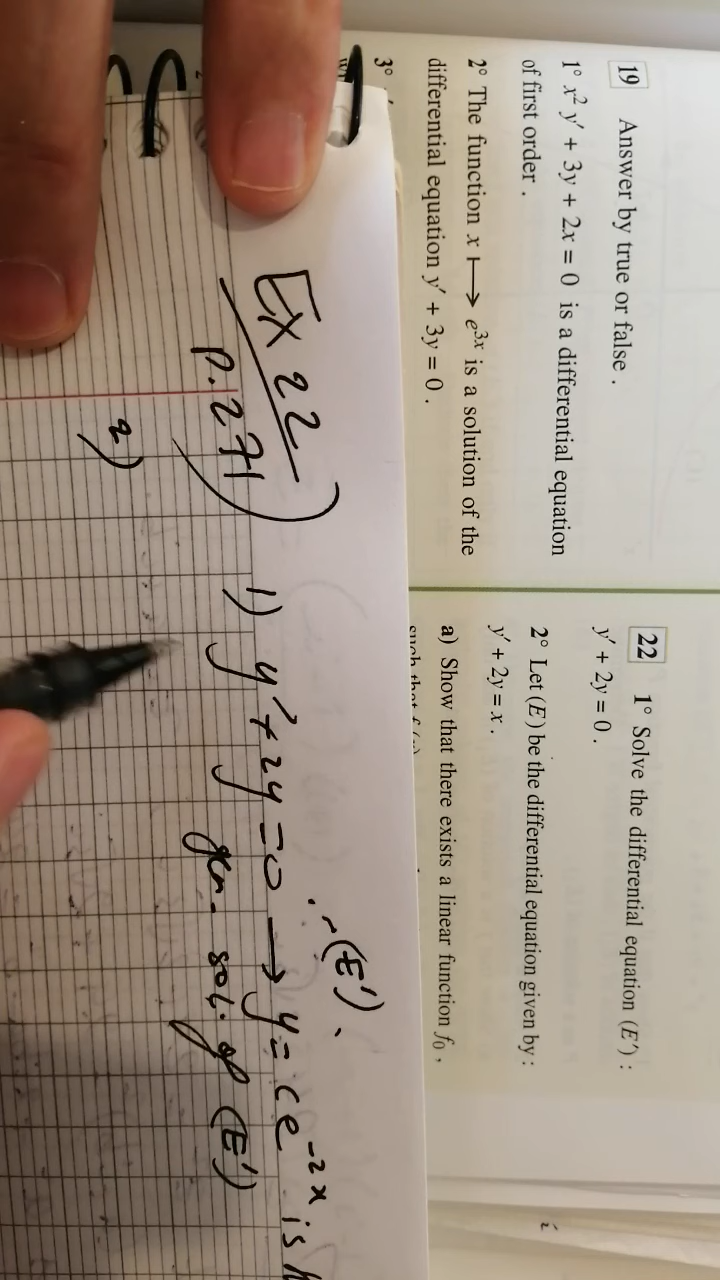 19 Answer by true or false .
1° x² y′ + 3y + 2x = 0 is a differential equation
of first order .
2° The function x ⟼ e³ˣ is a solution of the
differential equation y′ + 3y = 0 .
3°
22 1° Solve the differential equation (E′) :
y′ + 2y = 0 .
2° Let (E) be the differential equation given by :
y′ + 2y = x .
a) Show that there exists a linear function f₀ ,
such that
Ex 22
p.271)
1) y′ + 2y = 0 → y = ce⁻²ˣ is
(E′)
gen. sol. of (E′)
2)